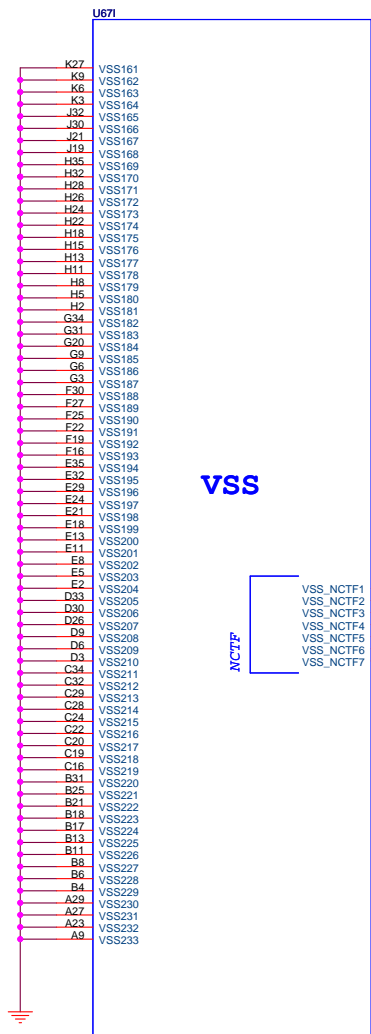 U67I
K27 VSS161
K9 VSS162
K6 VSS163
K3 VSS164
J32 VSS165
J30 VSS166
J21 VSS167
J19 VSS168
H35 VSS169
H32 VSS170
H28 VSS171
H26 VSS172
H24 VSS173
H22 VSS174
H18 VSS175
H15 VSS176
H13 VSS177
H11 VSS178
H8 VSS179
H5 VSS180
H2 VSS181
G34 VSS182
G31 VSS183
G20 VSS184
G9 VSS185
G6 VSS186
G3 VSS187
F30 VSS188
F27 VSS189
F25 VSS190
F22 VSS191
F19 VSS192
F16 VSS193
E35 VSS194
E32 VSS195
E29 VSS196
E24 VSS197
E21 VSS198
E18 VSS199
E13 VSS200
E11 VSS201
E8 VSS202
E5 VSS203
E2 VSS204
D33 VSS205
D30 VSS206
D26 VSS207
D9 VSS208
D6 VSS209
D3 VSS210
C34 VSS211
C32 VSS212
C29 VSS213
C28 VSS214
C24 VSS215
C22 VSS216
C20 VSS217
C19 VSS218
C16 VSS219
B31 VSS220
B25 VSS221
B21 VSS222
B18 VSS223
B17 VSS224
B13 VSS225
B11 VSS226
B8 VSS227
B6 VSS228
B4 VSS229
A29 VSS230
A27 VSS231
A23 VSS232
A9 VSS233
VSS
NCTF
VSS_NCTF1
VSS_NCTF2
VSS_NCTF3
VSS_NCTF4
VSS_NCTF5
VSS_NCTF6
VSS_NCTF7